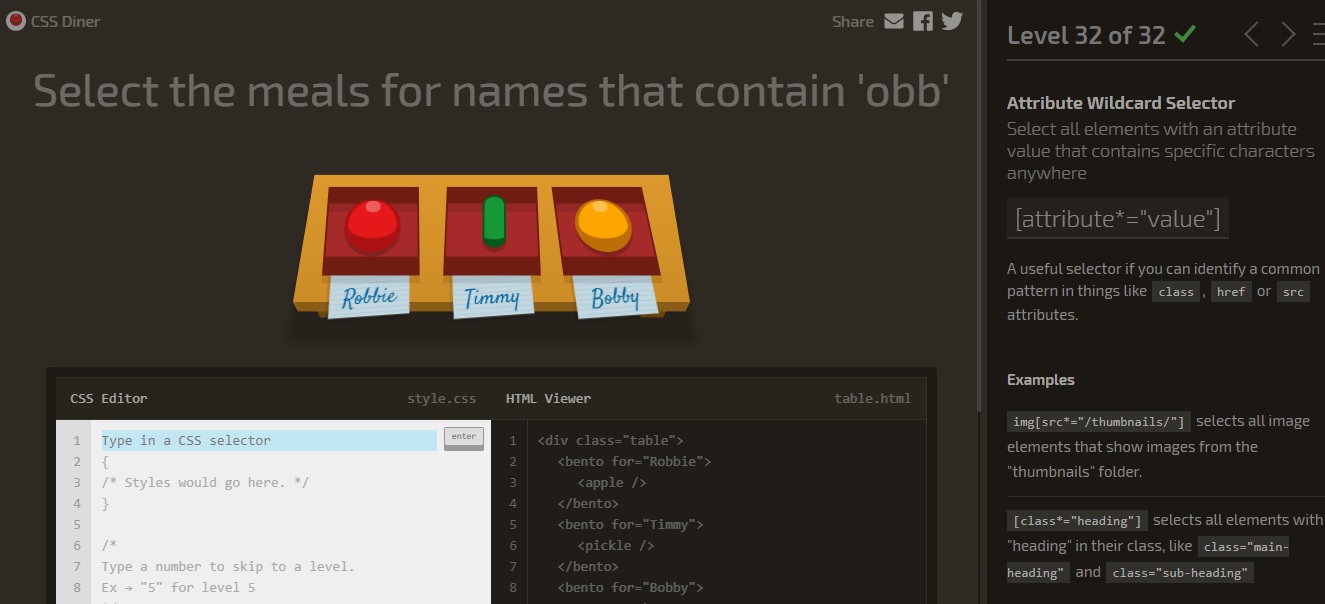 CSS Diner
Share
Select the meals for names that contain 'obb'
Robbie
Timmy
Bobby
CSS Editor
style.css
1 Type in a CSS selector
enter
2 {
3 /* Styles would go here. */
4 }
5
6 /*
7 Type a number to skip to a level.
8 Ex → "5" for level 5
HTML Viewer
table.html
1 <div class="table">
2 <bento for="Robbie">
3 <apple />
4 </bento>
5 <bento for="Timmy">
6 <pickle />
7 </bento>
8 <bento for="Bobby">
Level 32 of 32
Attribute Wildcard Selector
Select all elements with an attribute
value that contains specific characters
anywhere
[attribute*="value"]
A useful selector if you can identify a common
pattern in things like class , href or src
attributes.
Examples
img[src*="/thumbnails/"] selects all image
elements that show images from the
"thumbnails" folder.
[class*="heading"] selects all elements with
"heading" in their class, like class="main-
heading" and class="sub-heading"